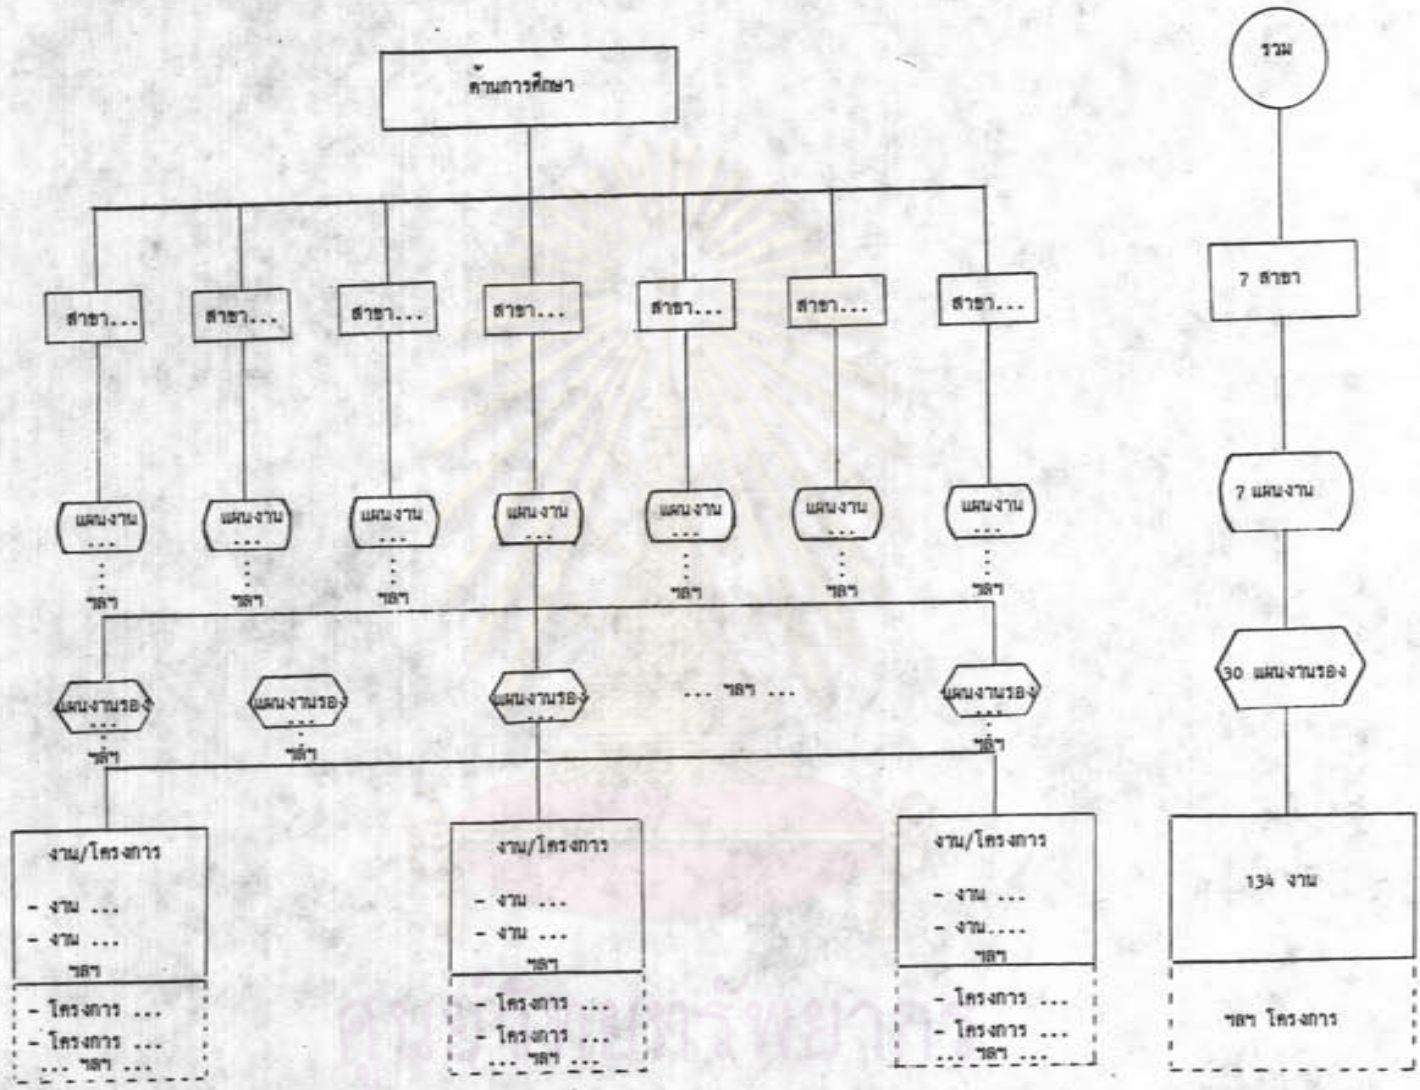 ด้านการศึกษา
รวม
7 สาขา
สาขา...
สาขา...
สาขา...
สาขา...
สาขา...
สาขา...
สาขา...
7 แผนงาน
แผนงาน
...
แผนงาน
...
แผนงาน
...
แผนงาน
...
แผนงาน
...
แผนงาน
...
แผนงาน
...
ฯลฯ
ฯลฯ
ฯลฯ
ฯลฯ
ฯลฯ
ฯลฯ
30 แผนงานรอง
แผนงานรอง
...
ฯลฯ
แผนงานรอง
...
ฯลฯ
แผนงานรอง
...
... ฯลฯ ...
แผนงานรอง
...
ฯลฯ
งาน/โครงการ
- งาน ...
- งาน ...
ฯลฯ
- โครงการ ...
- โครงการ ...
... ฯลฯ ...
งาน/โครงการ
- งาน ...
- งาน ...
ฯลฯ
- โครงการ ...
- โครงการ ...
... ฯลฯ ...
งาน/โครงการ
- งาน ...
- งาน....
ฯลฯ
- โครงการ ...
- โครงการ ...
... ฯลฯ ...
134 งาน
ฯลฯ โครงการ